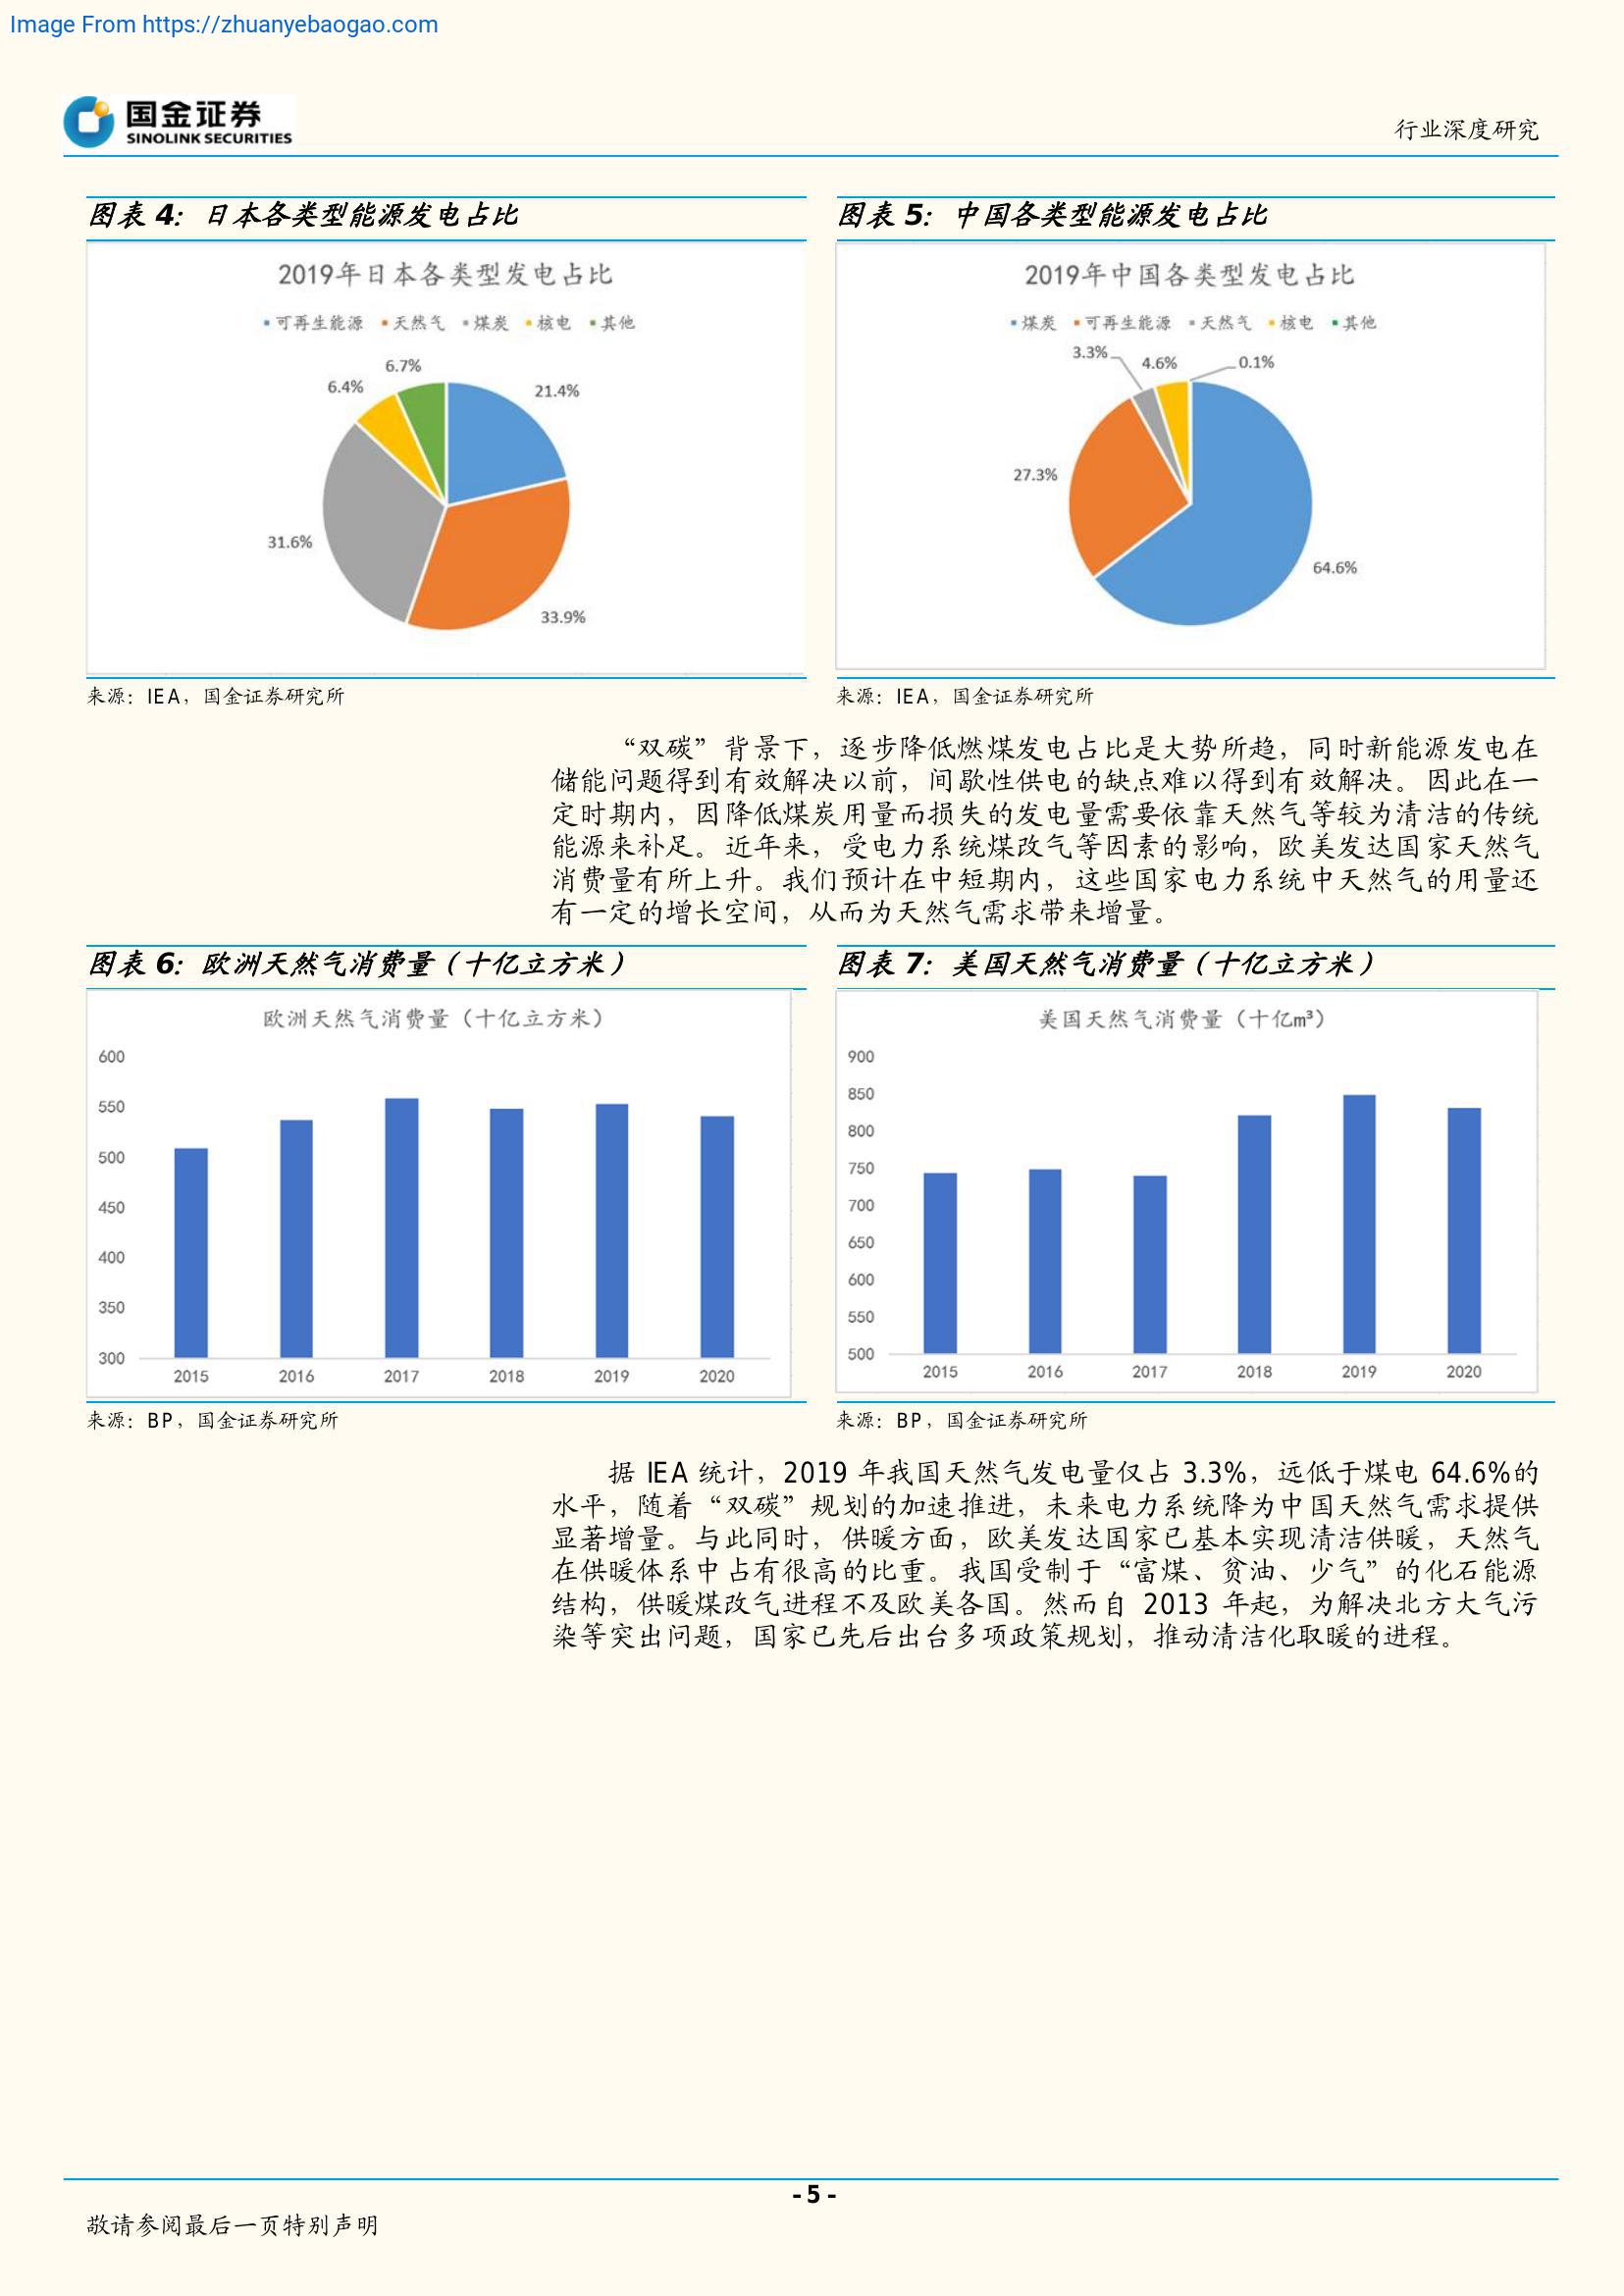 Image From https://zhuanyebaogao.com
国金证券
SINOLINK SECURITIES
行业深度研究
图表 4：日本各类型能源发电占比
2019年日本各类型发电占比
可再生能源 天然气 煤炭 核电 其他
6.7%
6.4%
21.4%
31.6%
33.9%
来源：IEA，国金证券研究所
图表 5：中国各类型能源发电占比
2019年中国各类型发电占比
煤炭 可再生能源 天然气 核电 其他
3.3%
4.6%
0.1%
27.3%
64.6%
来源：IEA，国金证券研究所
“双碳”背景下，逐步降低燃煤发电占比是大势所趋，同时新能源发电在
储能问题得到有效解决以前，间歇性供电的缺点难以得到有效解决。因此在一
定时期内，因降低煤炭用量而损失的发电量需要依靠天然气等较为清洁的传统
能源来补足。近年来，受电力系统煤改气等因素的影响，欧美发达国家天然气
消费量有所上升。我们预计在中短期内，这些国家电力系统中天然气的用量还
有一定的增长空间，从而为天然气需求带来增量。
图表 6：欧洲天然气消费量（十亿立方米）
欧洲天然气消费量（十亿立方米）
600
550
500
450
400
350
300
2015 2016 2017 2018 2019 2020
来源：BP，国金证券研究所
图表 7：美国天然气消费量（十亿立方米）
美国天然气消费量（十亿m³）
900
850
800
750
700
650
600
550
500
2015 2016 2017 2018 2019 2020
来源：BP，国金证券研究所
据 IEA 统计，2019 年我国天然气发电量仅占 3.3%，远低于煤电 64.6%的
水平，随着“双碳”规划的加速推进，未来电力系统降为中国天然气需求提供
显著增量。与此同时，供暖方面，欧美发达国家已基本实现清洁供暖，天然气
在供暖体系中占有很高的比重。我国受制于“富煤、贫油、少气”的化石能源
结构，供暖煤改气进程不及欧美各国。然而自 2013 年起，为解决北方大气污
染等突出问题，国家已先后出台多项政策规划，推动清洁化取暖的进程。
- 5 -
敬请参阅最后一页特别声明